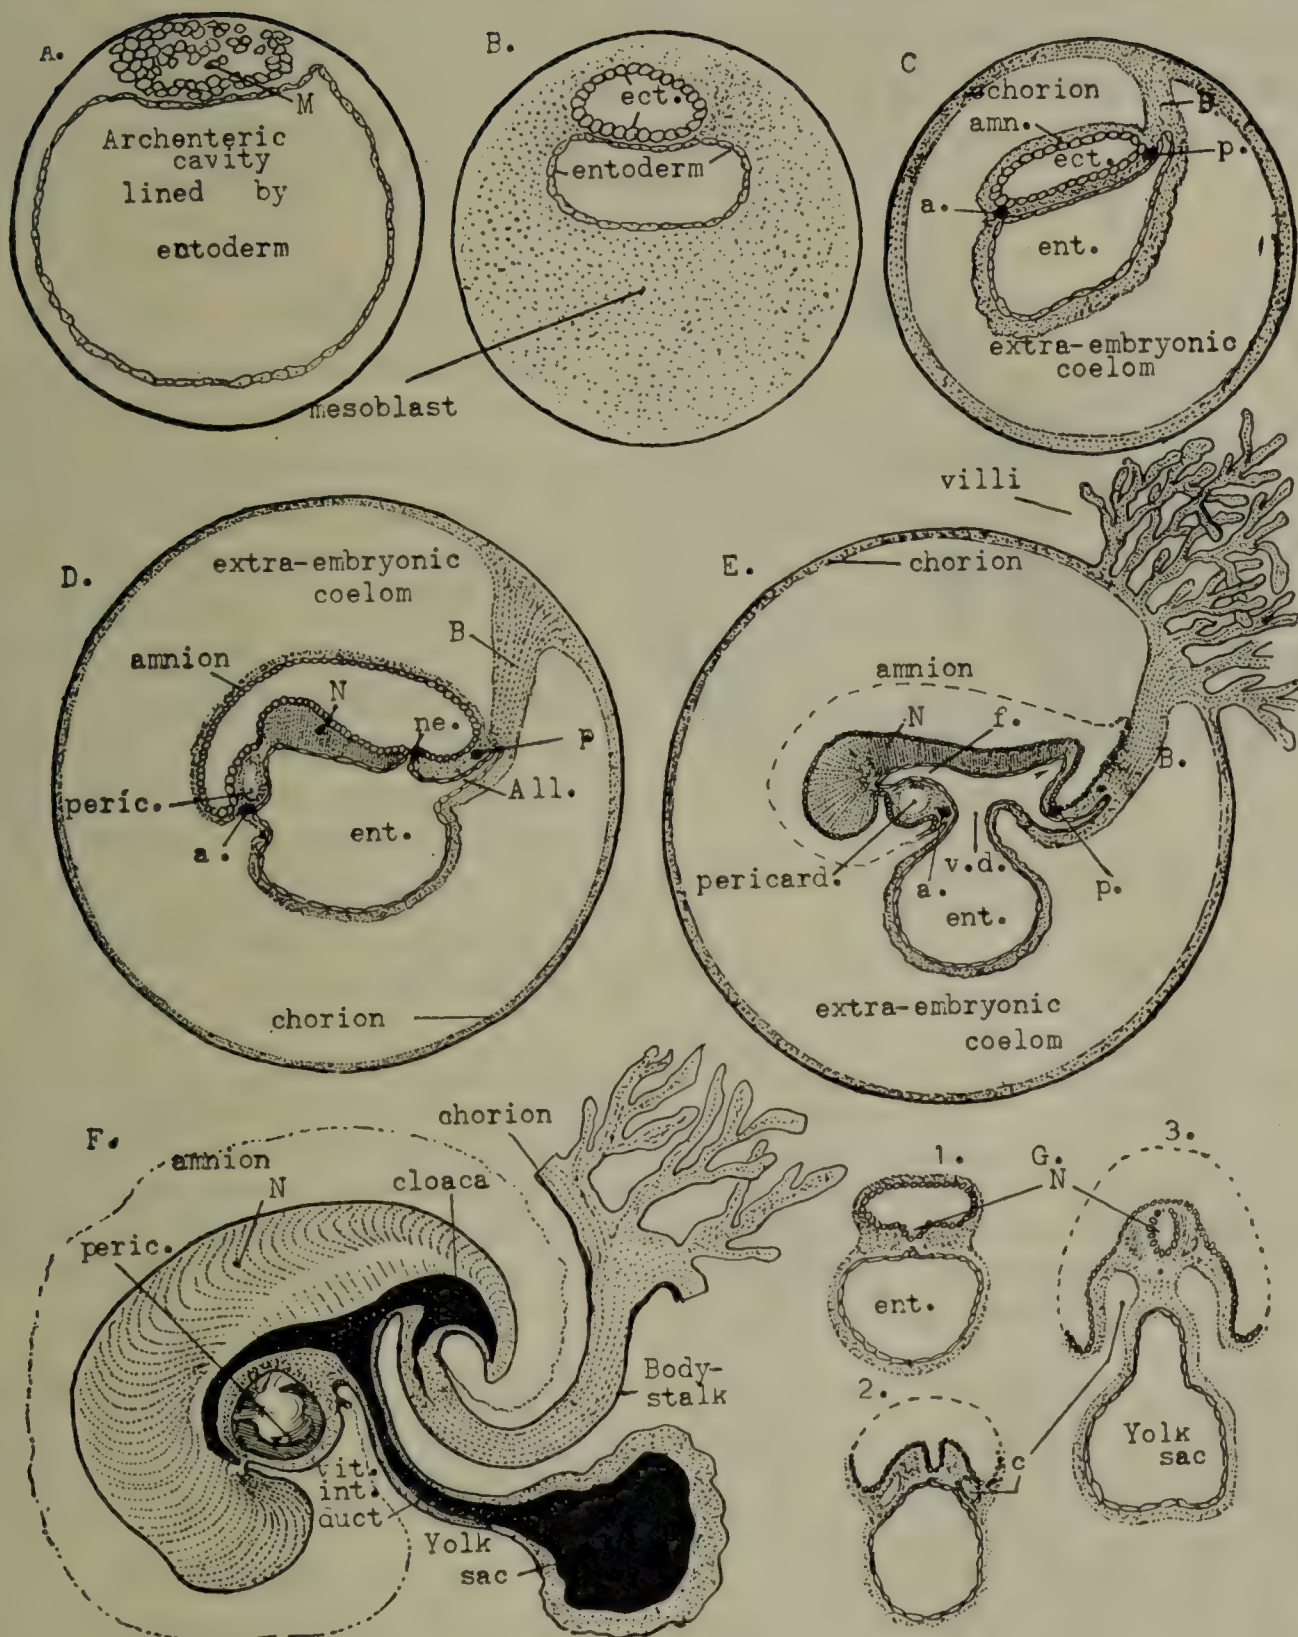 A.
M
Archenteric
cavity
lined by
entoderm
B.
ect.
entoderm
mesoblast
C
chorion
amn.
ect.
B.
p.
a.
ent.
extra-embryonic
coelom
villi
D.
extra-embryonic
coelom
B
amnion
N
ne.
p
All.
peric.
a.
ent.
chorion
E.
chorion
amnion
N
f.
B.
pericard.
a.
v.d.
p.
ent.
extra-embryonic
coelom
F.
chorion
amnion
N
cloaca
peric.
Body-
stalk
vit.
int.
duct
Yolk
sac
G.
1.
N
3.
ent.
2.
c
Yolk
sac